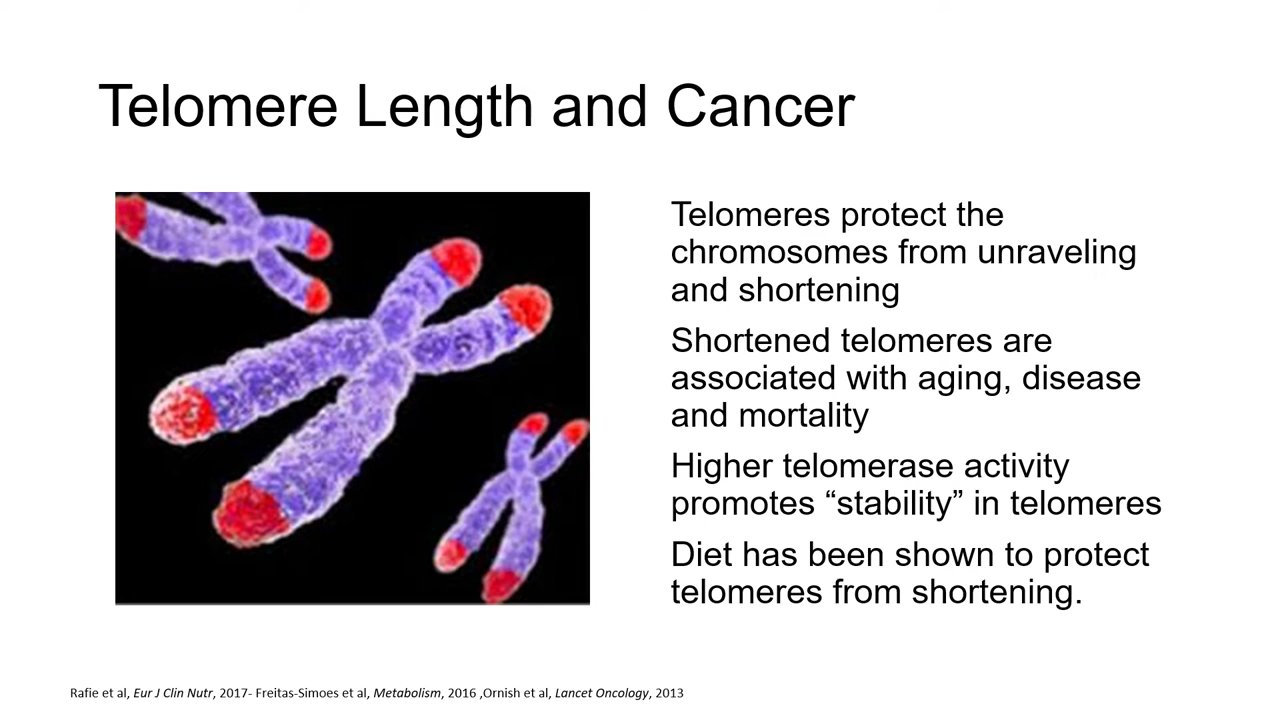 Telomere Length and Cancer
Telomeres protect the
chromosomes from unraveling
and shortening
Shortened telomeres are
associated with aging, disease
and mortality
Higher telomerase activity
promotes “stability” in telomeres
Diet has been shown to protect
telomeres from shortening.
Rafie et al, Eur J Clin Nutr, 2017- Freitas-Simoes et al, Metabolism, 2016 ,Ornish et al, Lancet Oncology, 2013